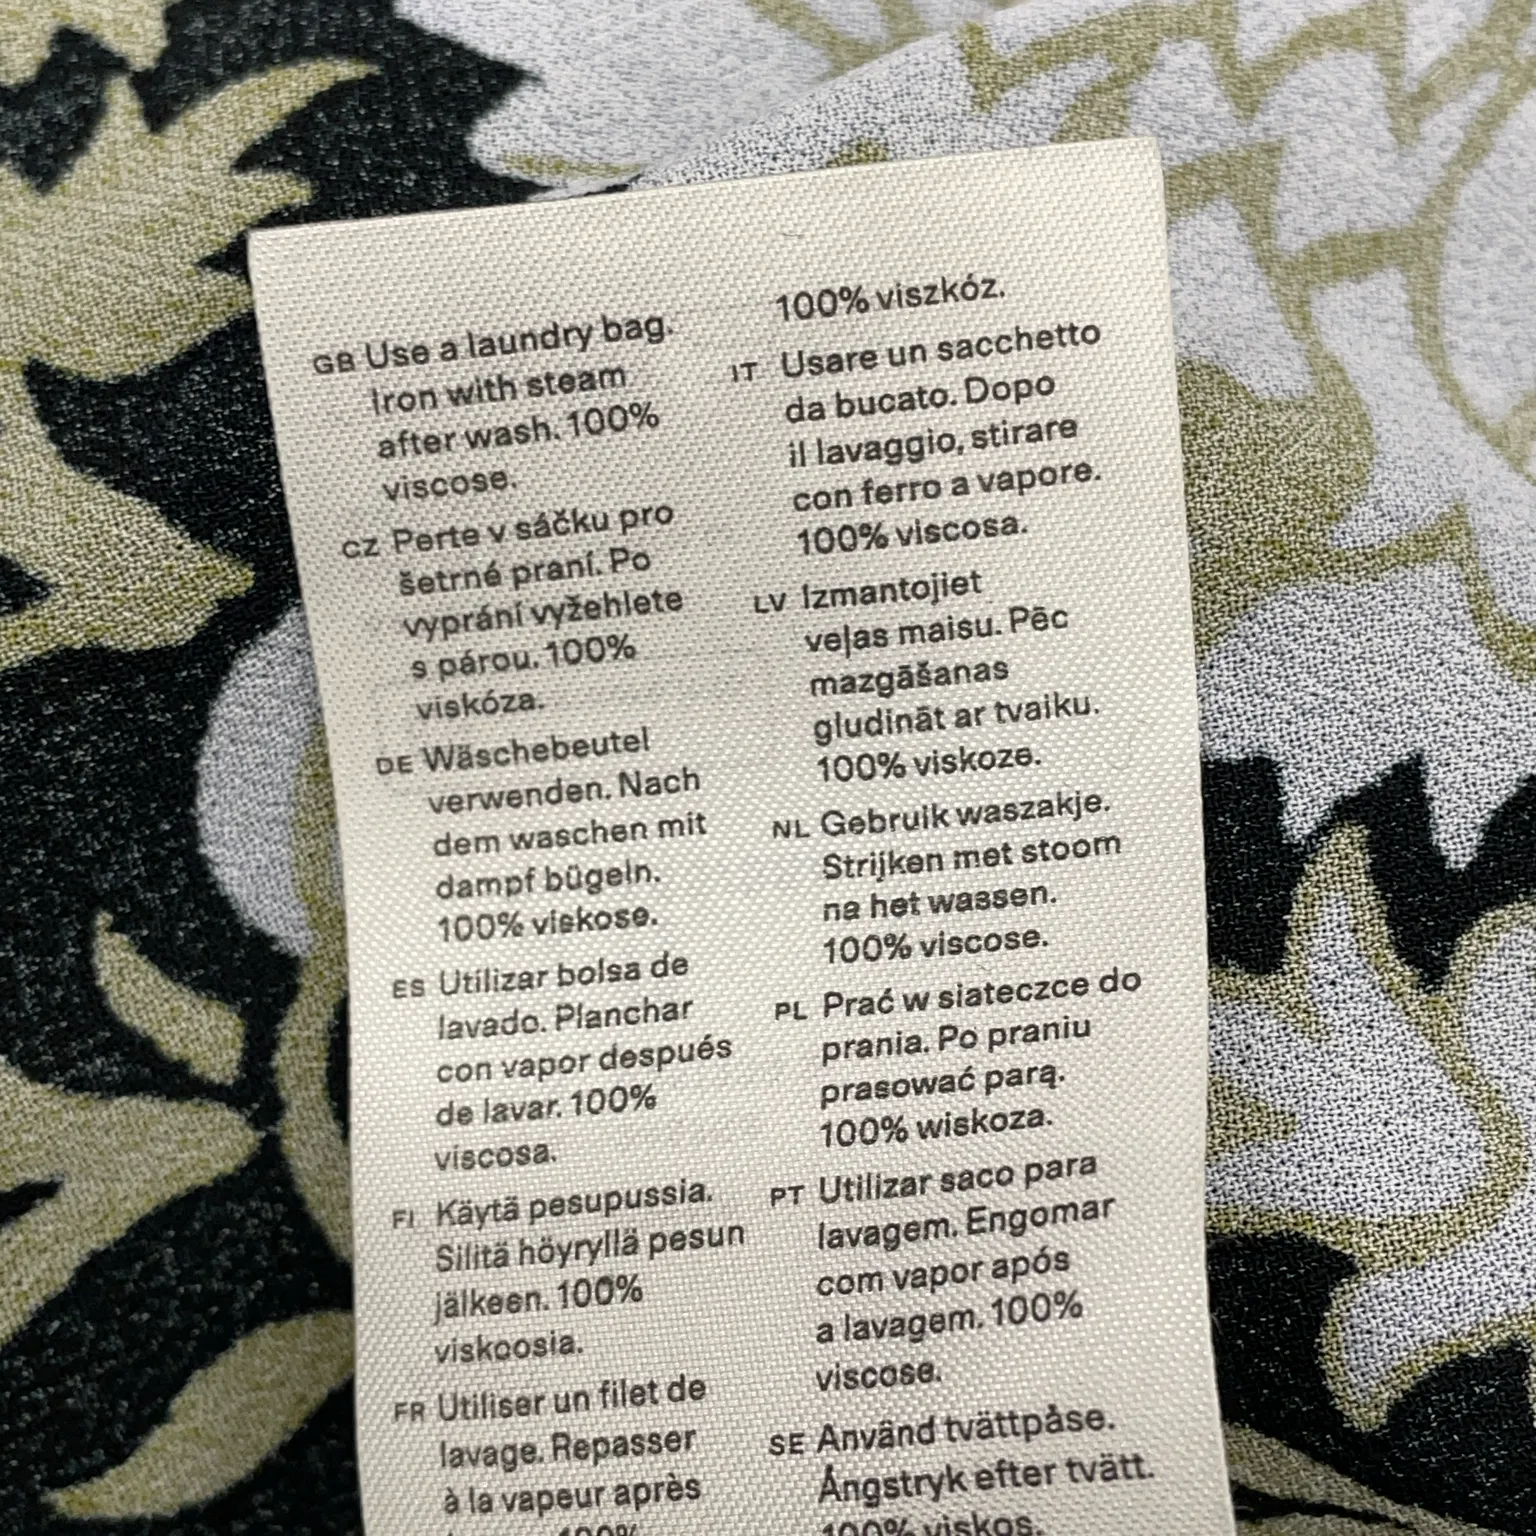 GB Use a laundry bag.
Iron with steam
after wash. 100%
viscose.
CZ Perte v sáčku pro
šetrné praní. Po
vyprání vyžehlete
s párou. 100%
viskóza.
DE Wäschebeutel
verwenden. Nach
dem waschen mit
dampf bügeln.
100% viskose.
ES Utilizar bolsa de
lavado. Planchar
con vapor después
de lavar. 100%
viscosa.
FI Käytä pesupussia.
Silitä höyryllä pesun
jälkeen. 100%
viskoosia.
FR Utiliser un filet de
lavage. Repasser
à la vapeur après
100%
100% viszkóz.
IT Usare un sacchetto
da bucato. Dopo
il lavaggio, stirare
con ferro a vapore.
100% viscosa.
LV Izmantojiet
veļas maisu. Pēc
mazgāšanas
gludināt ar tvaiku.
100% viskoze.
NL Gebruik waszakje.
Strijken met stoom
na het wassen.
100% viscose.
PL Prać w siateczce do
prania. Po praniu
prasować parą.
100% wiskoza.
PT Utilizar saco para
lavagem. Engomar
com vapor após
a lavagem. 100%
viscose.
SE Använd tvättpåse.
Ångstryk efter tvätt.
100% viskos.